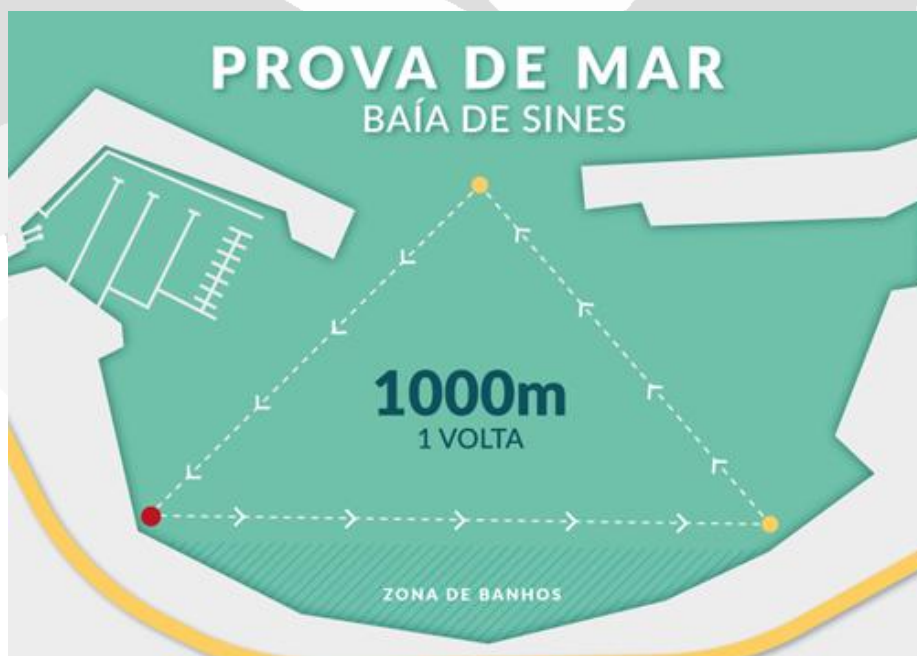 PROVA DE MAR
BAÍA DE SINES
1000m
1 VOLTA
ZONA DE BANHOS